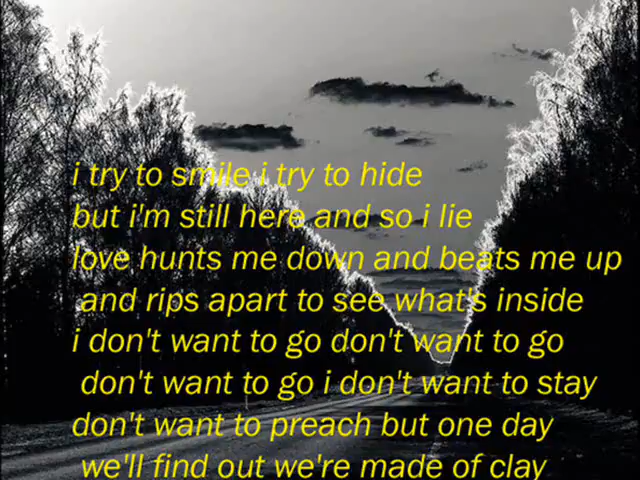 i try to smile i try to hide
but i'm still here and so i lie
love hunts me down and beats me up
and rips apart to see what's inside
i don't want to go don't want to go
don't want to go i don't want to stay
don't want to preach but one day
we'll find out we're made of clay